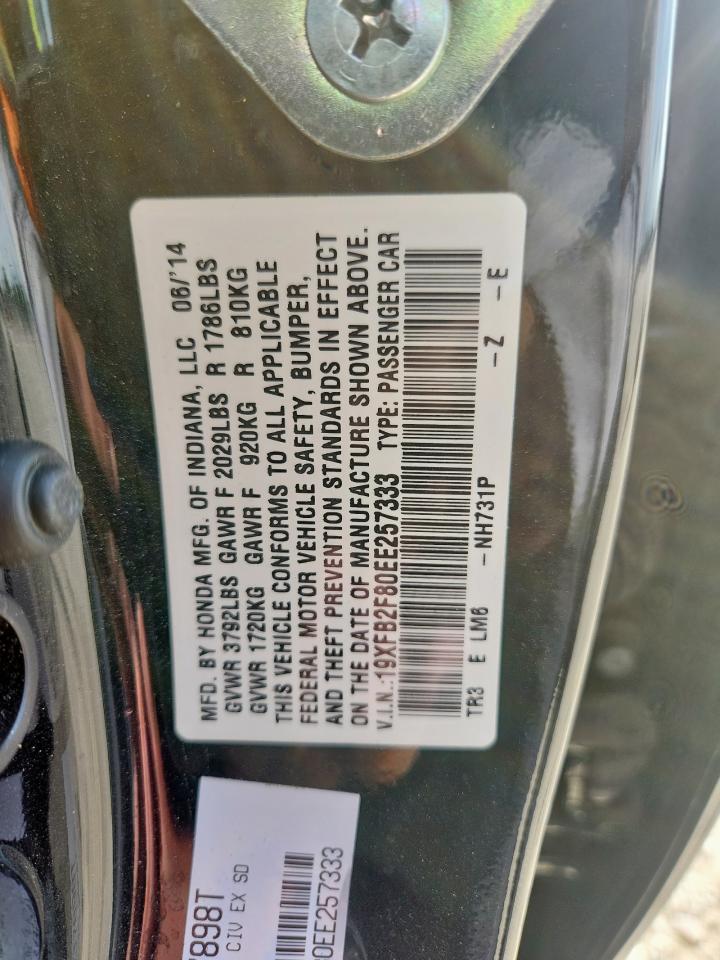 MFD. BY HONDA MFG. OF INDIANA, LLC 06/'14
GVWR 3792LBS GAWR F 2029LBS R 1786LBS
GVWR 1720KG GAWR F 920KG R 810KG
THIS VEHICLE CONFORMS TO ALL APPLICABLE
FEDERAL MOTOR VEHICLE SAFETY, BUMPER,
AND THEFT PREVENTION STANDARDS IN EFFECT
ON THE DATE OF MANUFACTURE SHOWN ABOVE.
V.I.N.:19XFB2F80EE257333 TYPE: PASSENGER CAR
TR3 E LM6 -NH731P -Z -E
898T
CIV EX SD
0EE257333